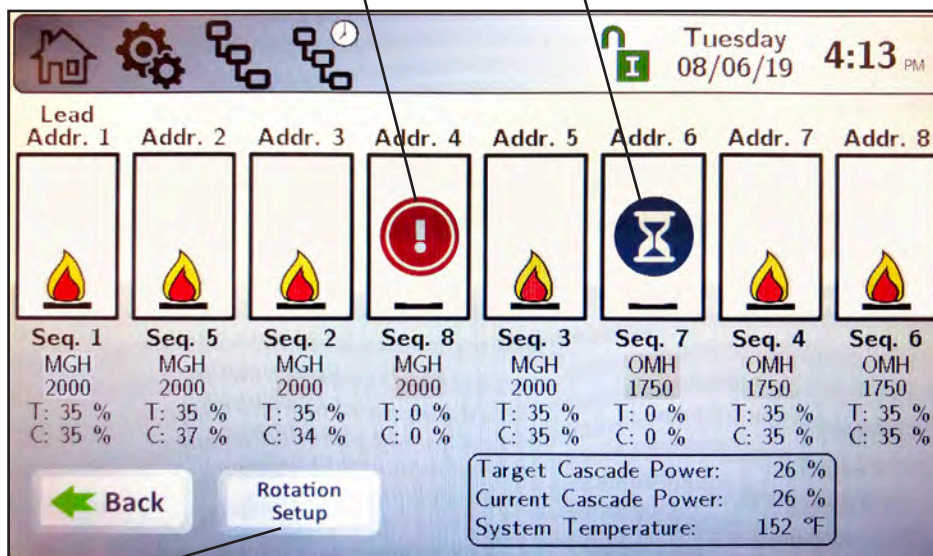 Tuesday
08/06/19
4:13 PM
I
Lead
Addr. 1 Addr. 2 Addr. 3 Addr. 4 Addr. 5 Addr. 6 Addr. 7 Addr. 8
!
Seq. 1 Seq. 5 Seq. 2 Seq. 8 Seq. 3 Seq. 7 Seq. 4 Seq. 6
MGH MGH MGH MGH MGH OMH OMH OMH
2000 2000 2000 2000 2000 1750 1750 1750
T: 35 % T: 35 % T: 35 % T: 0 % T: 35 % T: 0 % T: 35 % T: 35 %
C: 35 % C: 37 % C: 34 % C: 0 % C: 35 % C: 0 % C: 35 % C: 35 %
Back
Rotation
Setup
Target Cascade Power: 26 %
Current Cascade Power: 26 %
System Temperature: 152 °F